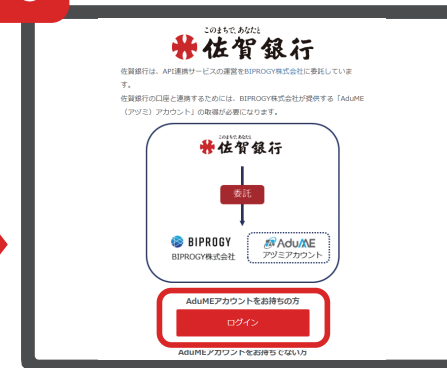 このまちで、あなたと
佐賀銀行
佐賀銀行は、API連携サービスの運営をBIPROGY株式会社に委託していま
す。
佐賀銀行の口座と連携するためには、BIPROGY株式会社が提供する「AduME
（アヅミ）アカウント」の取得が必要になります。
このまちで、あなたと
佐賀銀行
委託
BIPROGY
AduME
BIPROGY株式会社
アヅミアカウント
AduMEアカウントをお持ちの方
ログイン
AduMEアカウントをお持ちでない方